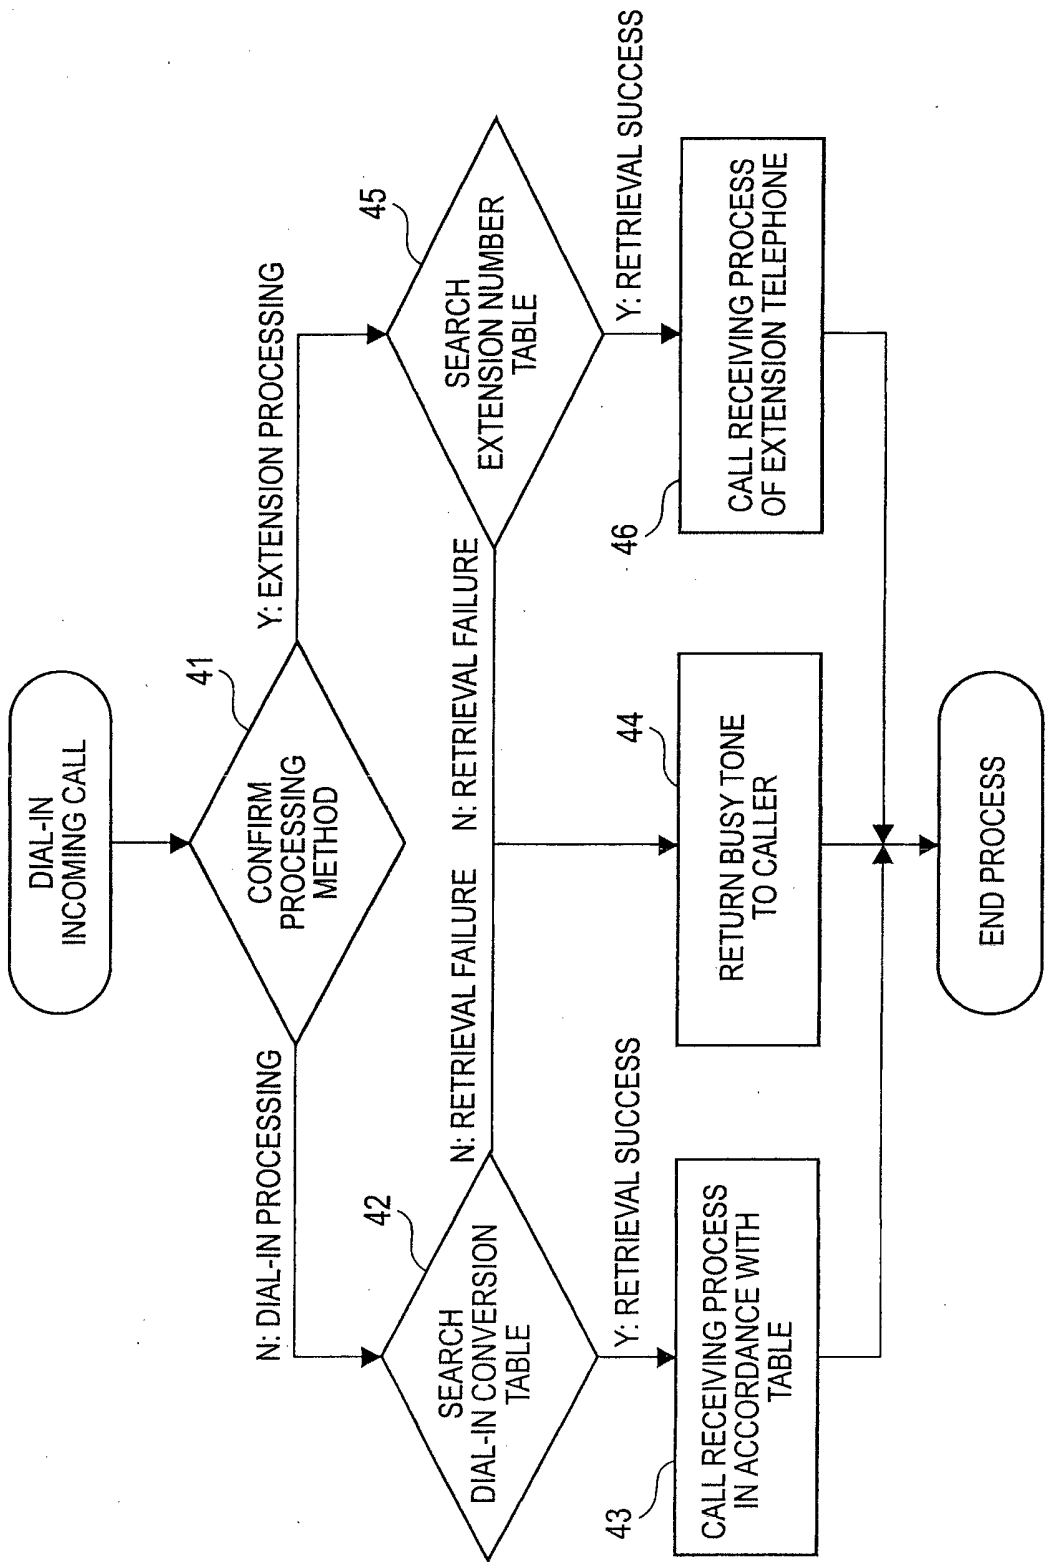 DIAL-IN
INCOMING CALL
41
CONFIRM
PROCESSING
METHOD
N: DIAL-IN PROCESSING
Y: EXTENSION PROCESSING
42
SEARCH
DIAL-IN CONVERSION
TABLE
45
SEARCH
EXTENSION NUMBER
TABLE
N: RETRIEVAL FAILURE
N: RETRIEVAL FAILURE
Y: RETRIEVAL SUCCESS
Y: RETRIEVAL SUCCESS
43
CALL RECEIVING PROCESS
IN ACCORDANCE WITH
TABLE
44
RETURN BUSY TONE
TO CALLER
46
CALL RECEIVING PROCESS
OF EXTENSION TELEPHONE
END PROCESS